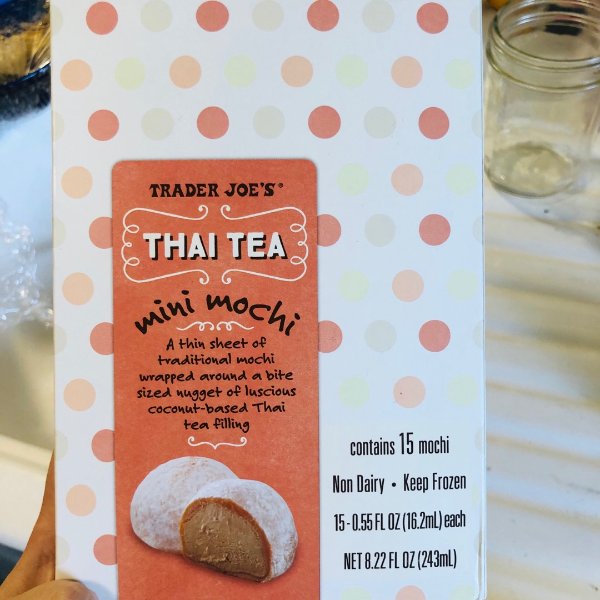 TRADER JOE'S®
THAI TEA
mini mochi
A thin sheet of
traditional mochi
wrapped around a bite
sized nugget of luscious
coconut-based Thai
tea filling
contains 15 mochi
Non Dairy • Keep Frozen
15-0.55 FL OZ (16.2mL) each
NET 8.22 FL OZ (243mL)